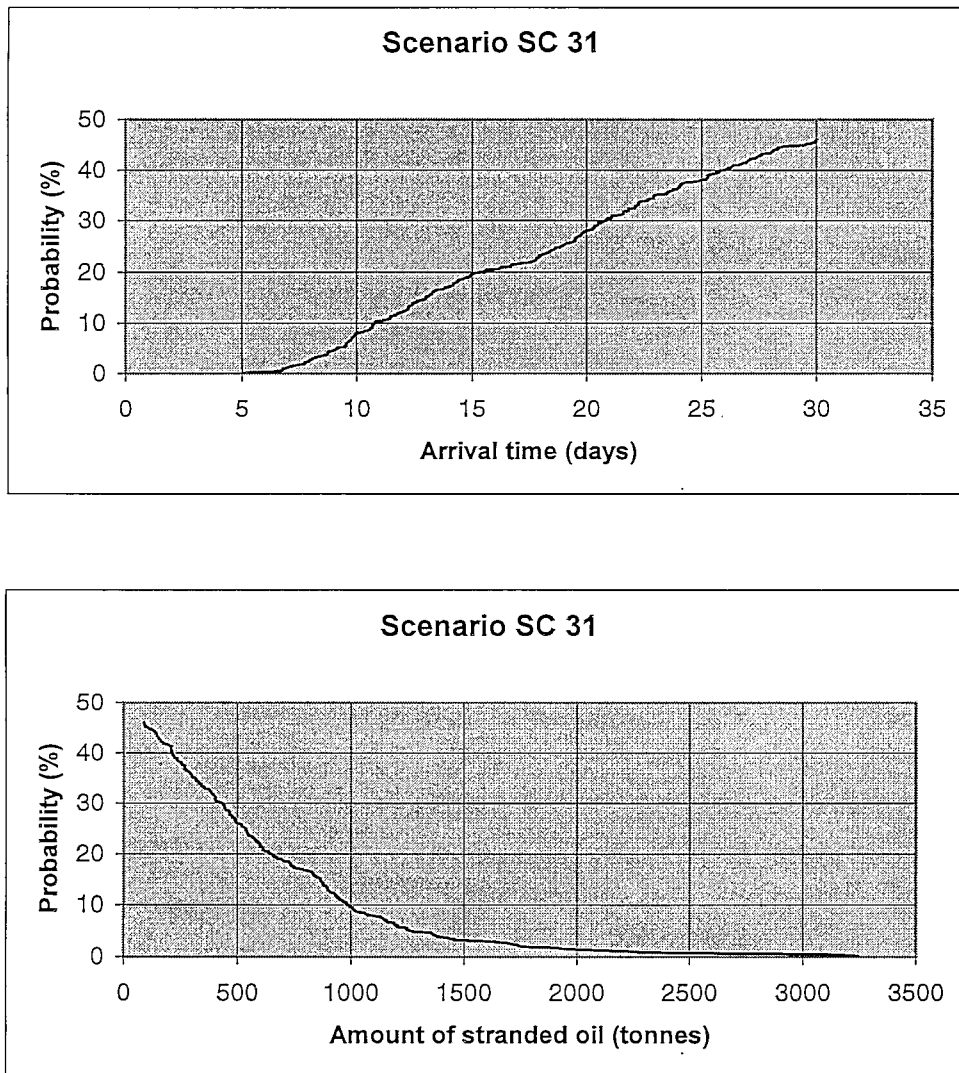 Scenario SC 31
50
40
30
20
10
0
Probability (%)
0 5 10 15 20 25 30 35
Arrival time (days)
Scenario SC 31
50
40
30
20
10
0
Probability (%)
0 500 1000 1500 2000 2500 3000 3500
Amount of stranded oil (tonnes)